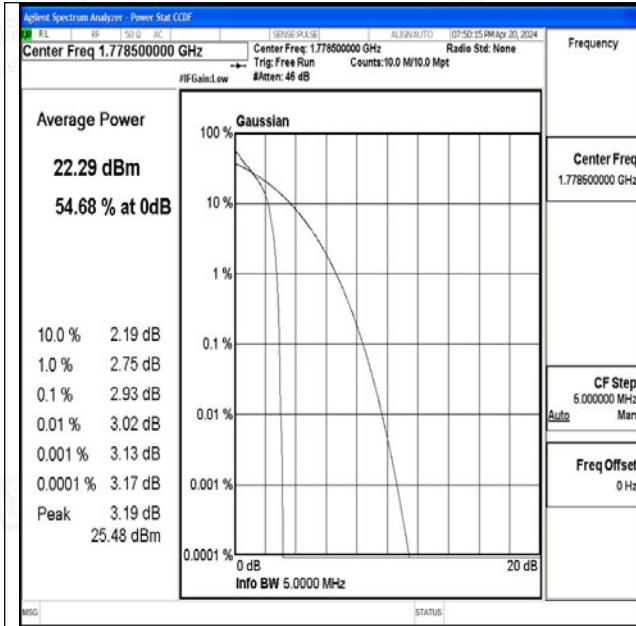 Agilent Spectrum Analyzer - Power Stat CCDF
RL RF 50 Ω AC SENSE:PULSE ALIGNAUTO 07:50:15 PM Apr 20, 2024
Center Freq 1.778500000 GHz
Center Freq: 1.778500000 GHz Radio Std: None
Trig: Free Run Counts:10.0 M/10.0 Mpt
#IFGain:Low #Atten: 46 dB
Frequency
Average Power
22.29 dBm
54.68 % at 0dB
10.0 % 2.19 dB
1.0 % 2.75 dB
0.1 % 2.93 dB
0.01 % 3.02 dB
0.001 % 3.13 dB
0.0001 % 3.17 dB
Peak 3.19 dB
25.48 dBm
Gaussian
100 %
10 %
1 %
0.1 %
0.01 %
0.001 %
0.0001 %
0 dB 20 dB
Info BW 5.0000 MHz
Center Freq
1.778500000 GHz
CF Step
5.000000 MHz
Auto Man
Freq Offset
0 Hz
MSG STATUS